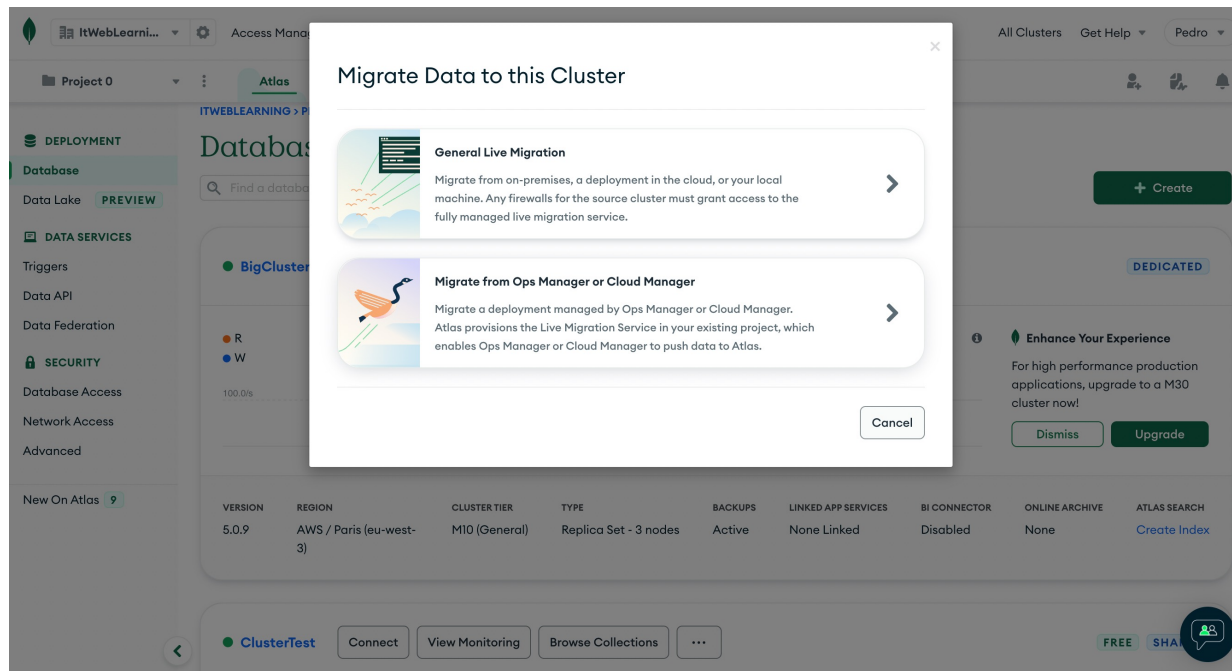 ItWebLearni...
Access Mana
All Clusters
Get Help
Pedro
Project 0
Atlas
ITWEBLEARNING > P
DEPLOYMENT
Database
Data Lake PREVIEW
DATA SERVICES
Triggers
Data API
Data Federation
SECURITY
Database Access
Network Access
Advanced
New On Atlas 9
Databas
Find a databa
+ Create
BigCluster
DEDICATED
R
W
100.0/s
Enhance Your Experience
For high performance production
applications, upgrade to a M30
cluster now!
Dismiss
Upgrade
Migrate Data to this Cluster
General Live Migration
Migrate from on-premises, a deployment in the cloud, or your local
machine. Any firewalls for the source cluster must grant access to the
fully managed live migration service.
Migrate from Ops Manager or Cloud Manager
Migrate a deployment managed by Ops Manager or Cloud Manager.
Atlas provisions the Live Migration Service in your existing project, which
enables Ops Manager or Cloud Manager to push data to Atlas.
Cancel
VERSION REGION CLUSTER TIER TYPE BACKUPS LINKED APP SERVICES BI CONNECTOR ONLINE ARCHIVE ATLAS SEARCH
5.0.9 AWS / Paris (eu-west- M10 (General) Replica Set - 3 nodes Active None Linked Disabled None Create Index
3)
ClusterTest Connect View Monitoring Browse Collections ... FREE SHA